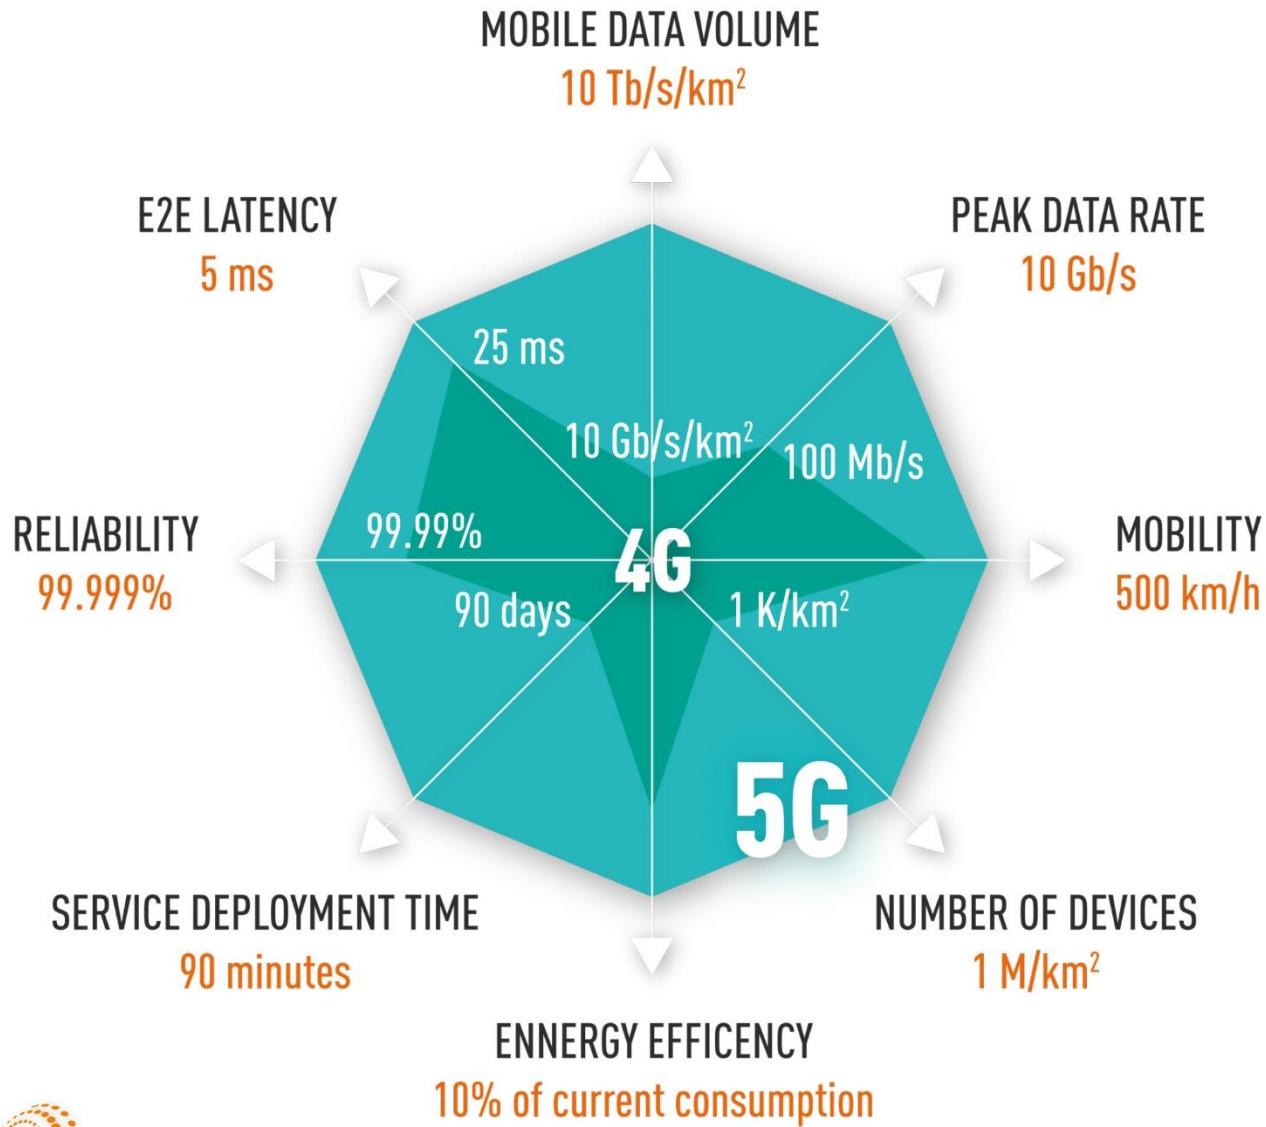 MOBILE DATA VOLUME
10 Tb/s/km²
E2E LATENCY
5 ms
PEAK DATA RATE
10 Gb/s
25 ms
10 Gb/s/km²
100 Mb/s
RELIABILITY
99.999%
99.99%
4G
MOBILITY
500 km/h
90 days
1 K/km²
5G
SERVICE DEPLOYMENT TIME
90 minutes
NUMBER OF DEVICES
1 M/km²
ENNERGY EFFICENCY
10% of current consumption